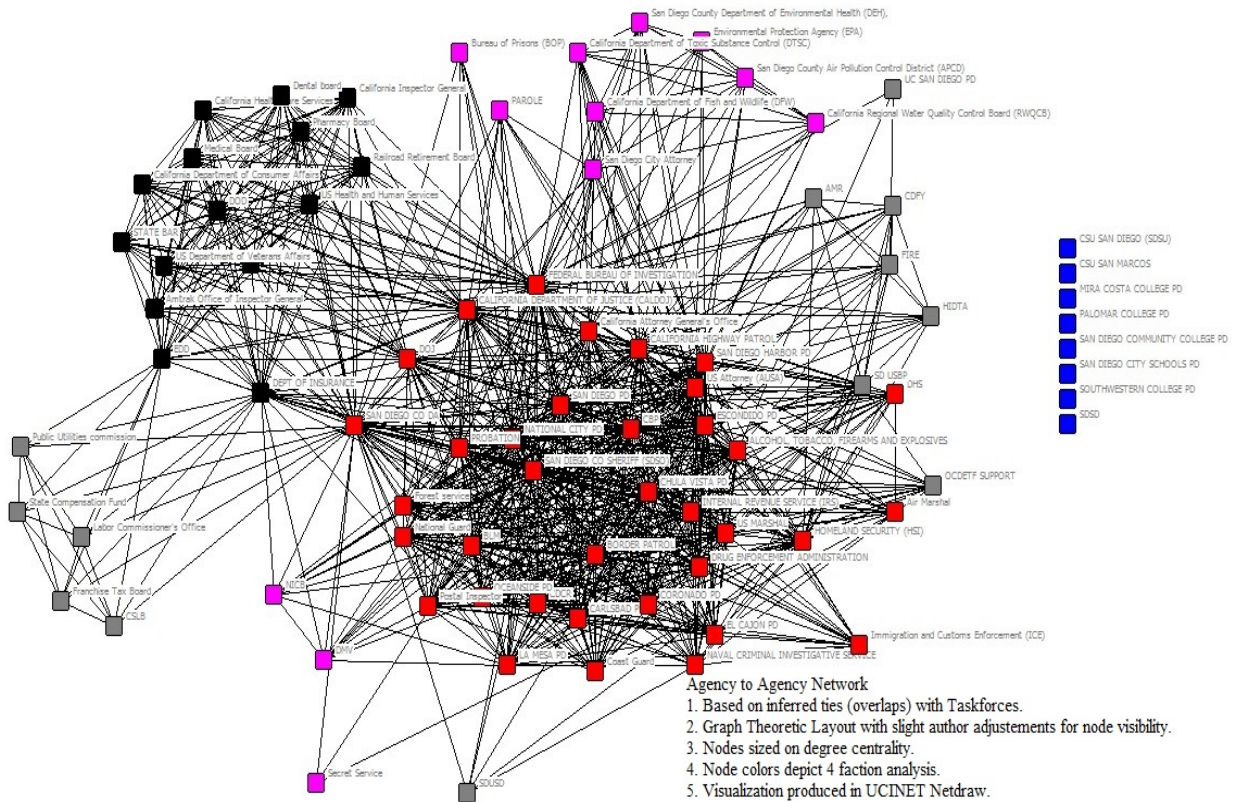 San Diego County Department of Environmental Health (DEH),
Environmental Protection Agency (EPA)
Bureau of Prisons (BOP)
California Department of Toxic Substance Control (DTSC)
San Diego County Air Pollution Control District (APCD)
UC SAN DIEGO PD
Dental board
California Inspector General
PAROLE
California Department of Fish and Wildlife (DFW)
California Regional Water Quality Control Board (RWQCB)
Pharmacy Board
Medical Board
Railroad Retirement Board
San Diego City Attorney
California Department of Consumer Affairs
US Health and Human Services
DOD
AMR
CDFY
STATE BAR
US Department of Veterans Affairs
FIRE
CSU SAN DIEGO (SDSU)
CSU SAN MARCOS
MIRA COSTA COLLEGE PD
PALOMAR COLLEGE PD
SAN DIEGO COMMUNITY COLLEGE PD
SAN DIEGO CITY SCHOOLS PD
SOUTHWESTERN COLLEGE PD
SDSD
FEDERAL BUREAU OF INVESTIGATION
Amtrak Office of Inspector General
CALIFORNIA DEPARTMENT OF JUSTICE (CALDOJ)
HIDTA
California Attorney General's Office
CALIFORNIA HIGHWAY PATROL
EDD
DOJ
SAN DIEGO HARBOR PD
US Attorney (AUSA)
SD USBP
DHS
DEPT OF INSURANCE
SAN DIEGO PD
SAN DIEGO CO DA
CBP
ESCONDIDO PD
NATIONAL CITY PD
PROBATION
Public Utilities commission
ALCOHOL, TOBACCO, FIREARMS AND EXPLOSIVES
SAN DIEGO CO SHERIFF (SDSO)
CHULA VISTA PD
OCDETF SUPPORT
State Compensation Fund
Forest service
INTERNAL REVENUE SERVICE (IRS)
Air Marshal
Labor Commissioner's Office
National Guard
BLM
US MARSHAL
HOMELAND SECURITY (HSI)
BORDER PATROL
DRUG ENFORCEMENT ADMINISTRATION
Franchise Tax Board
NICB
OCEANSIDE PD
Postal Inspector
CORONADO PD
CSLB
CARLSBAD
EL CAJON PD
Immigration and Customs Enforcement (ICE)
DMV
LA MESA PD
Coast Guard
NAVAL CRIMINAL INVESTIGATIVE SERVICE
Secret Service
SDUSD
Agency to Agency Network
1. Based on inferred ties (overlaps) with Taskforces.
2. Graph Theoretic Layout with slight author adjustements for node visibility.
3. Nodes sized on degree centrality.
4. Node colors depict 4 faction analysis.
5. Visualization produced in UCINET Netdraw.